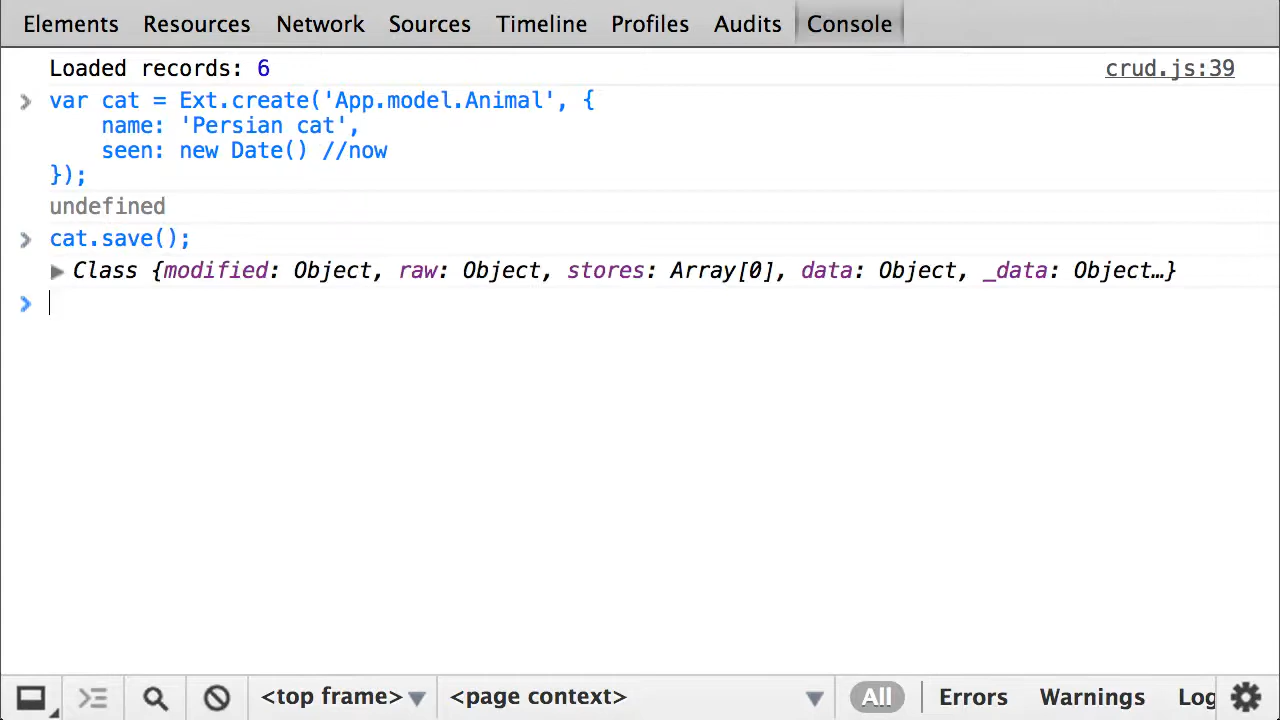 Elements Resources Network Sources Timeline Profiles Audits Console
Loaded records: 6 crud.js:39
var cat = Ext.create('App.model.Animal', {
name: 'Persian cat',
seen: new Date() //now
});
undefined
cat.save();
Class {modified: Object, raw: Object, stores: Array[0], data: Object, _data: Object…}
<top frame> <page context> All Errors Warnings Log